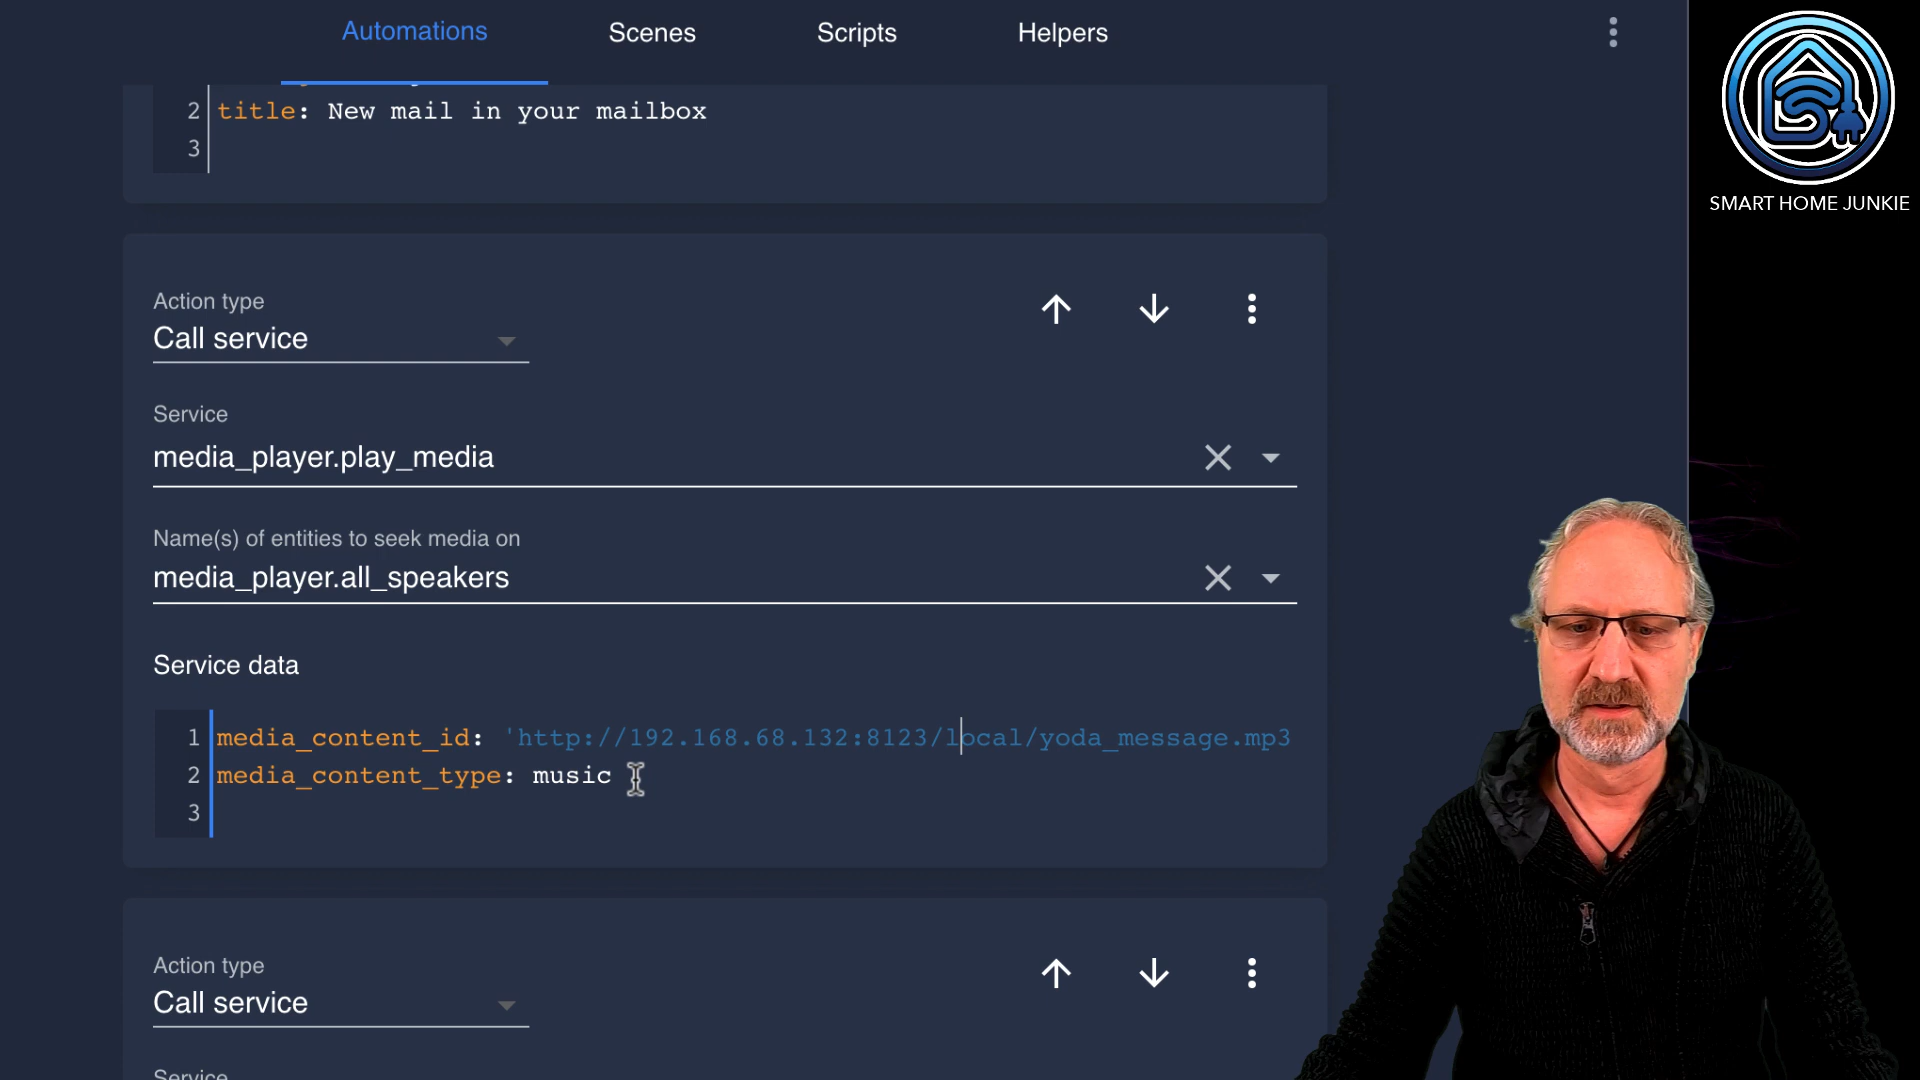 Automations Scenes Scripts Helpers
2 title: New mail in your mailbox
3
SMART HOME JUNKIE
Action type
Call service
Service
media_player.play_media
Name(s) of entities to seek media on
media_player.all_speakers
Service data
1 media_content_id: 'http://192.168.68.132:8123/local/yoda_message.mp3
2 media_content_type: music
3
Action type
Call service
Service